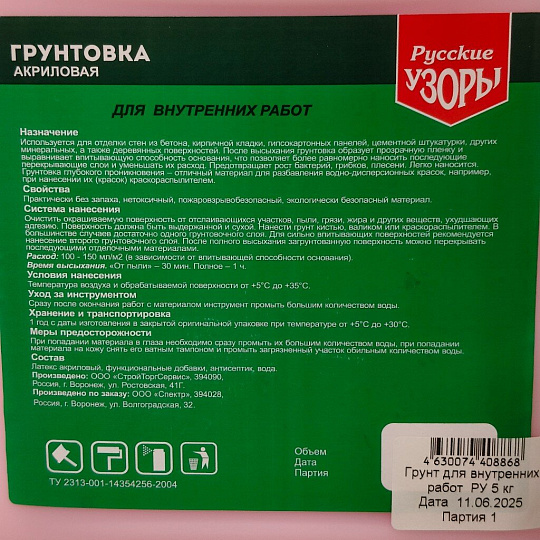 ГРУНТОВКА
АКРИЛОВАЯ
Русские
УЗОРЫ
ДЛЯ ВНУТРЕННИХ РАБОТ
Назначение
Используется для отделки стен из бетона, кирпичной кладки, гипсокартонных панелей, цементной штукатурки, других
минеральных, а также деревянных поверхностей. После высыхания грунтовка образует прозрачную пленку и
выравнивает впитывающую способность основания, что позволяет более равномерно наносить последующие
перекрывающие слои и уменьшать их расход. Предотвращает рост бактерий, грибков, плесени. Легко наносится.
Грунтовка глубокого проникновения – отличный материал для разбавления водно-дисперсионных красок, например,
при нанесении их (красок) краскораспылителем.
Свойства
Практически без запаха, нетоксичный, пожаровзрывобезопасный, экологически безопасный материал.
Система нанесения
Очистить окрашиваемую поверхность от отслаивающихся участков, пыли, грязи, жира и других веществ, ухудшающих
адгезию. Поверхность должна быть выдержанной и сухой. Нанести грунт кистью, валиком или краскораспылителем. В
большинстве случаев достаточно одного грунтовочного слоя. Для сильно впитывающих поверхностей рекомендуется
нанесение второго грунтовочного слоя. После полного высыхания загрунтованную поверхность можно перекрывать
последующими отделочными материалами.
Расход: 100 - 150 мл/м2 (в зависимости от впитывающей способности основания).
Время высыхания. «От пыли» – 30 мин. Полное – 1 ч.
Условия нанесения
Температура воздуха и обрабатываемой поверхности от +5°С до +35°С.
Уход за инструментом
Сразу после окончания работ с материалом инструмент промыть большим количеством воды.
Хранение и транспортировка
1 год с даты изготовления в закрытой оригинальной упаковке при температуре от +5°С до +30°С.
Меры предосторожности
При попадании материала в глаза необходимо сразу промыть их большим количеством воды, при попадании
материала на кожу снять его ватным тампоном и промыть загрязненный участок обильным количеством воды.
Состав
Латекс акриловый, функциональные добавки, антисептик, вода.
Произведено: ООО «СтройТоргСервис», 394090,
Россия, г. Воронеж, ул. Ростовская, 41Г.
Произведено по заказу: ООО «Спектр», 394028,
Россия, г. Воронеж, ул. Волгоградская, 32.
ТУ 2313-001-14354256-2004
Объем
Дата
Партия
4 630074 408868
Грунт для внутренних
работ РУ 5 кг
Дата 11.06.2025
Партия 1